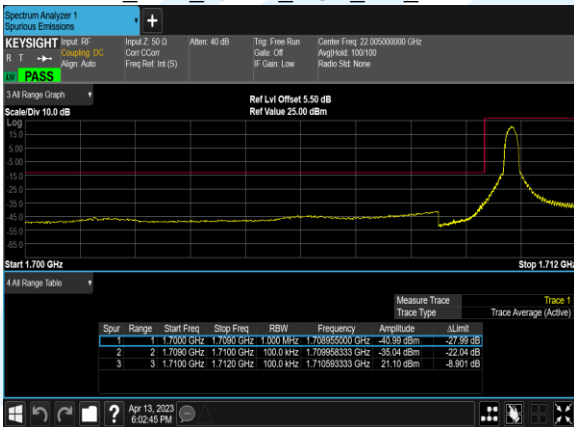 Spectrum Analyzer 1
Spurious Emissions
+
KEYSIGHT Input: RF Input Z: 50 Ω Atten: 40 dB Trig: Free Run Center Freq: 22.005000000 GHz
Coupling: DC Corr CCorr Gate: Off Avg|Hold: 100/100
R T Align: Auto Freq Ref: Int (S) IF Gain: Low Radio Std: None
PASS
3 All Range Graph
Ref Lvl Offset 5.50 dB
Scale/Div 10.0 dB Ref Value 25.00 dBm
Log
15.0
5.00
-5.00
-15.0
-25.0
-35.0
-45.0
-55.0
-65.0
Start 1.700 GHz Stop 1.712 GHz
4 All Range Table
Measure Trace Trace 1
Trace Type Trace Average (Active)
Spur Range Start Freq Stop Freq RBW Frequency Amplitude ΔLimit
1 1 1.7000 GHz 1.7090 GHz 1.000 MHz 1.708955000 GHz -40.99 dBm -27.99 dB
2 2 1.7090 GHz 1.7100 GHz 100.0 kHz 1.709958333 GHz -35.04 dBm -22.04 dB
3 3 1.7100 GHz 1.7120 GHz 100.0 kHz 1.710593333 GHz 21.10 dBm -8.901 dB
? Apr 13, 2023
6:02:45 PM